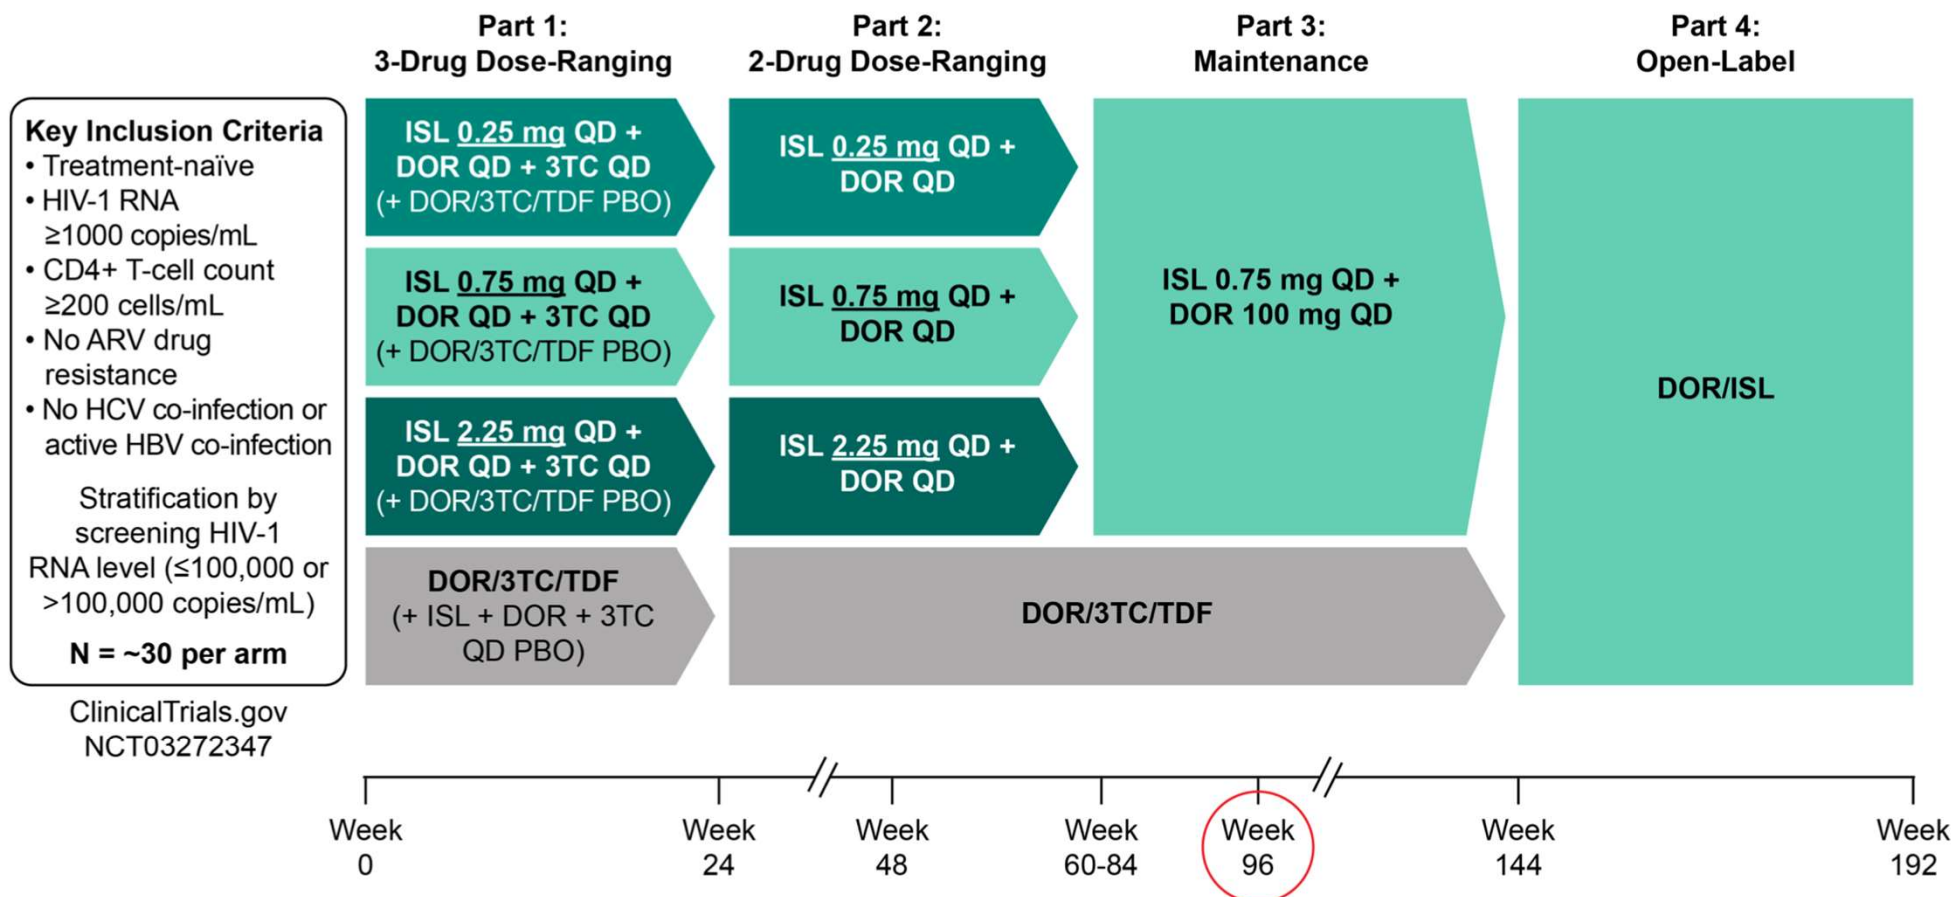 Part 1:
3-Drug Dose-Ranging
Part 2:
2-Drug Dose-Ranging
Part 3:
Maintenance
Part 4:
Open-Label
Key Inclusion Criteria
• Treatment-naïve
• HIV-1 RNA
≥1000 copies/mL
• CD4+ T-cell count
≥200 cells/mL
• No ARV drug
resistance
• No HCV co-infection or
active HBV co-infection
Stratification by
screening HIV-1
RNA level (≤100,000 or
>100,000 copies/mL)
N = ~30 per arm
ClinicalTrials.gov
NCT03272347
ISL 0.25 mg QD +
DOR QD + 3TC QD
(+ DOR/3TC/TDF PBO)
ISL 0.75 mg QD +
DOR QD + 3TC QD
(+ DOR/3TC/TDF PBO)
ISL 2.25 mg QD +
DOR QD + 3TC QD
(+ DOR/3TC/TDF PBO)
DOR/3TC/TDF
(+ ISL + DOR + 3TC
QD PBO)
ISL 0.25 mg QD +
DOR QD
ISL 0.75 mg QD +
DOR QD
ISL 2.25 mg QD +
DOR QD
DOR/3TC/TDF
ISL 0.75 mg QD +
DOR 100 mg QD
DOR/ISL
Week
0
Week
24
Week
48
Week
60-84
Week
96
Week
144
Week
192